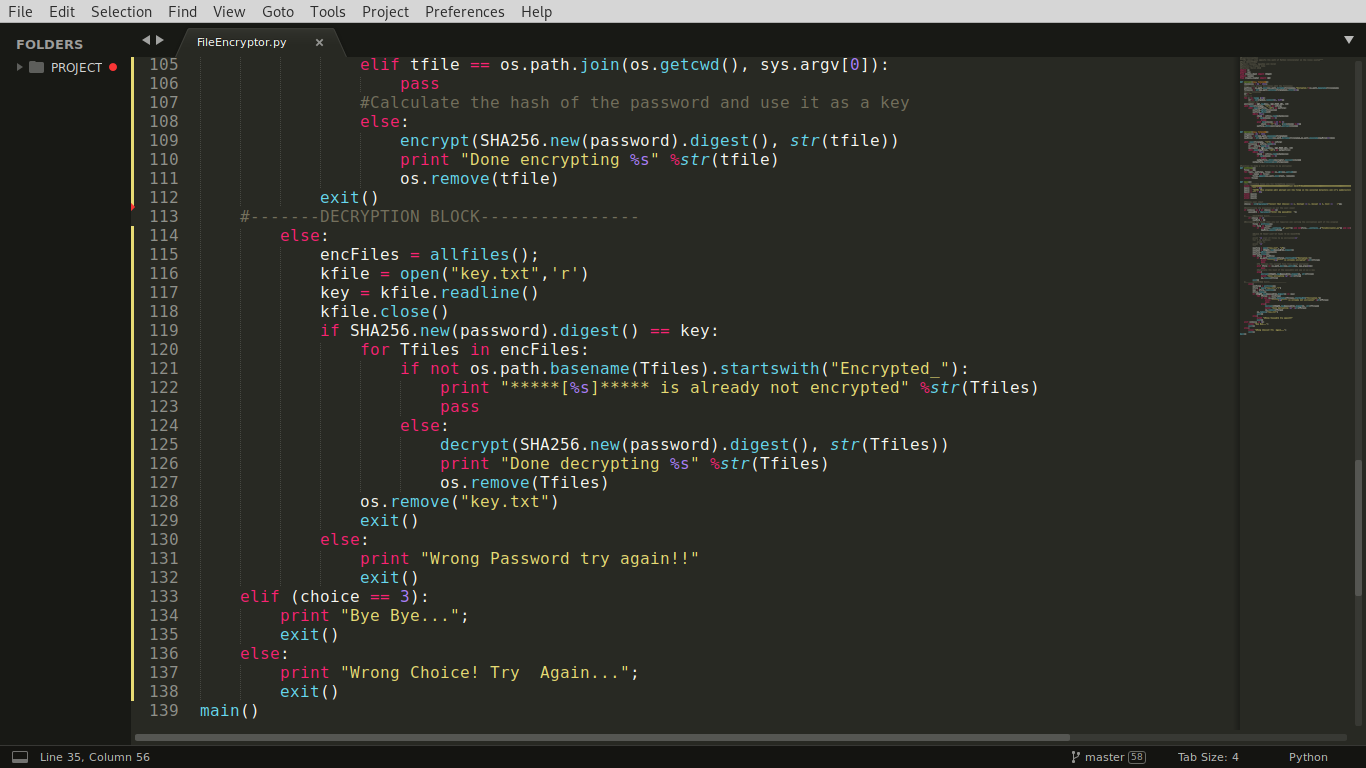 File Edit Selection Find View Goto Tools Project Preferences Help
FOLDERS
PROJECT
FileEncryptor.py ×
105 elif tfile == os.path.join(os.getcwd(), sys.argv[0]):
106 pass
107 #Calculate the hash of the password and use it as a key
108 else:
109 encrypt(SHA256.new(password).digest(), str(tfile))
110 print "Done encrypting %s" %str(tfile)
111 os.remove(tfile)
112 exit()
113 #-------DECRYPTION BLOCK----------------
114 else:
115 encFiles = allfiles();
116 kfile = open("key.txt",'r')
117 key = kfile.readline()
118 kfile.close()
119 if SHA256.new(password).digest() == key:
120 for Tfiles in encFiles:
121 if not os.path.basename(Tfiles).startswith("Encrypted_"):
122 print "*****[%s]***** is already not encrypted" %str(Tfiles)
123 pass
124 else:
125 decrypt(SHA256.new(password).digest(), str(Tfiles))
126 print "Done decrypting %s" %str(Tfiles)
127 os.remove(Tfiles)
128 os.remove("key.txt")
129 exit()
130 else:
131 print "Wrong Password try again!!"
132 exit()
133 elif (choice == 3):
134 print "Bye Bye...";
135 exit()
136 else:
137 print "Wrong Choice! Try  Again...";
138 exit()
139 main()
Line 35, Column 56
master 58
Tab Size: 4
Python